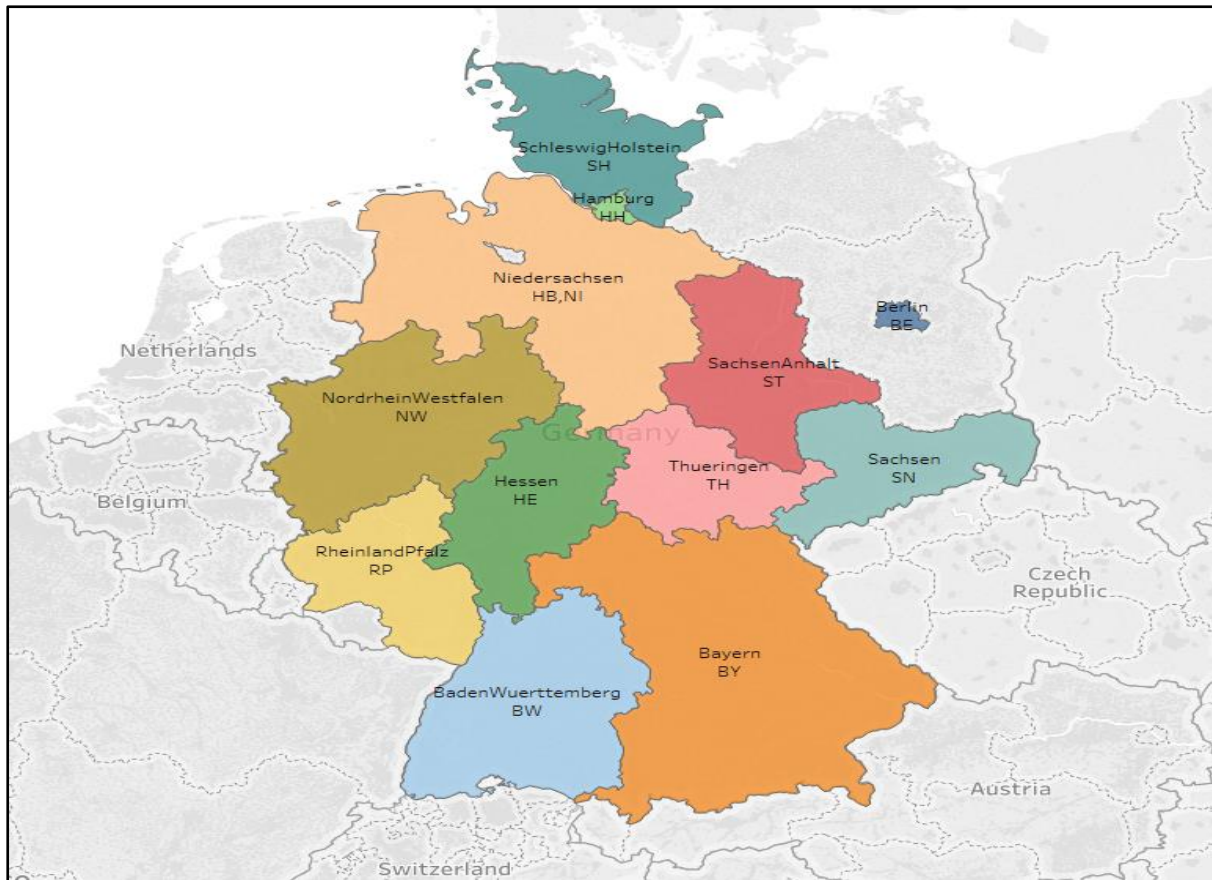 SchleswigHolstein
SH
Hamburg
HH
Niedersachsen
HB,NI
Berlin
BE
Netherlands
SachsenAnhalt
ST
NordrheinWestfalen
NW
Germany
Thueringen
TH
Sachsen
SN
Belgium
Hessen
HE
RheinlandPfalz
RP
Czech
Republic
Bayern
BY
BadenWuerttemberg
BW
Austria
Switzerland